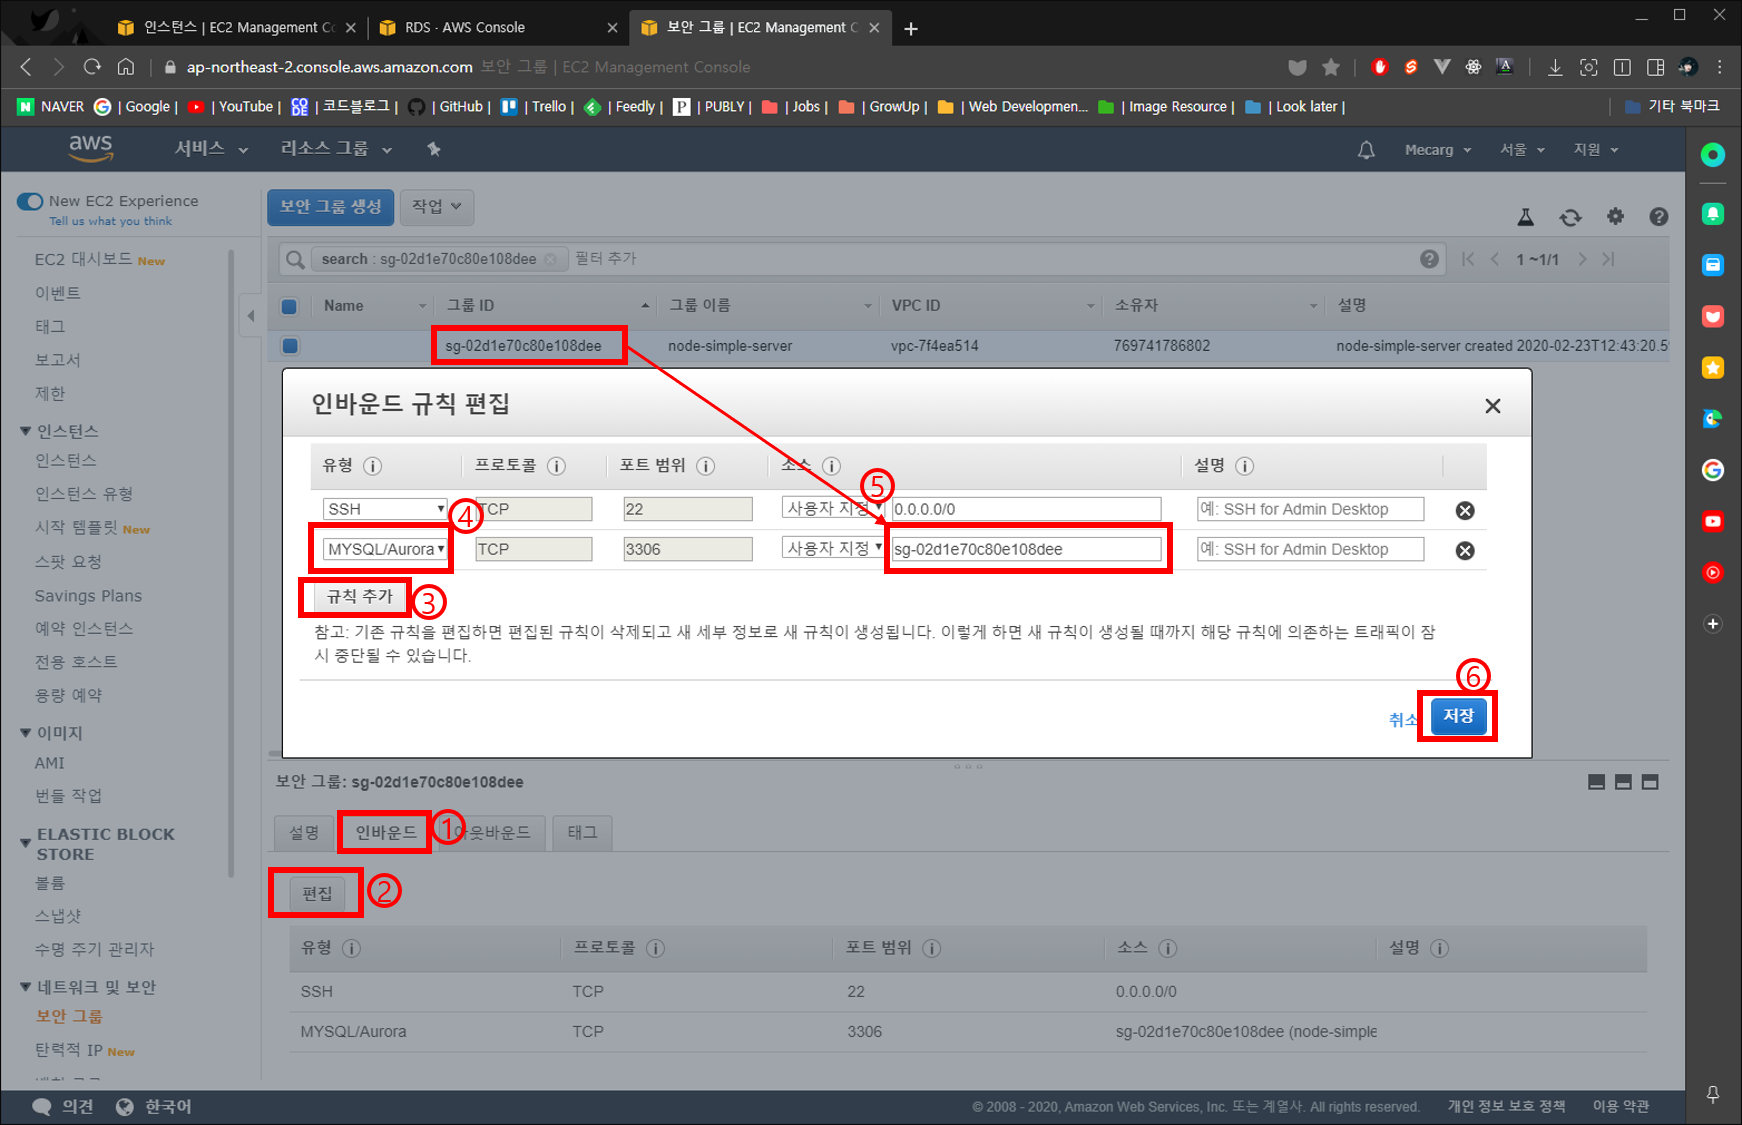 인스턴스 | EC2 Management Co
RDS · AWS Console
보안 그룹 | EC2 Management C
ap-northeast-2.console.aws.amazon.com 보안 그룹 | EC2 Management Console
N NAVER | Google | | YouTube | CODE | 코드블로그 | | GitHub | | Trello | | Feedly | P | PUBLY | | Jobs | | GrowUp | | Web Developmen... | Image Resource | | Look later | 기타 북마크
aws 서비스 리소스 그룹 Mecarg 서울 지원
New EC2 Experience
Tell us what you think
EC2 대시보드 New
이벤트
태그
보고서
제한
인스턴스
인스턴스
인스턴스 유형
시작 템플릿 New
스팟 요청
Savings Plans
예약 인스턴스
전용 호스트
용량 예약
이미지
AMI
번들 작업
ELASTIC BLOCK
STORE
볼륨
스냅샷
수명 주기 관리자
네트워크 및 보안
보안 그룹
탄력적 IP New
보안 그룹 생성 작업
search : sg-02d1e70c80e108dee 필터 추가 1 ~1/1
Name 그룹 ID 그룹 이름 VPC ID 소유자 설명
sg-02d1e70c80e108dee node-simple-server vpc-7f4ea514 769741786802 node-simple-server created 2020-02-23T12:43:20.5
인바운드 규칙 편집
유형 프로토콜 포트 범위 소스 설명
SSH TCP 22 사용자 지정 0.0.0.0/0 예: SSH for Admin Desktop
④ ⑤
MYSQL/Aurora TCP 3306 사용자 지정 sg-02d1e70c80e108dee 예: SSH for Admin Desktop
규칙 추가 ③
참고: 기존 규칙을 편집하면 편집된 규칙이 삭제되고 새 세부 정보로 새 규칙이 생성됩니다. 이렇게 하면 새 규칙이 생성될 때까지 해당 규칙에 의존하는 트래픽이 잠
시 중단될 수 있습니다.
⑥
취소 저장
보안 그룹: sg-02d1e70c80e108dee
설명 인바운드 ① 아웃바운드 태그
편집 ②
유형 프로토콜 포트 범위 소스 설명
SSH TCP 22 0.0.0.0/0
MYSQL/Aurora TCP 3306 sg-02d1e70c80e108dee (node-simple
의견 한국어 © 2008 - 2020, Amazon Web Services, Inc. 또는 계열사. All rights reserved. 개인 정보 보호 정책 이용 약관